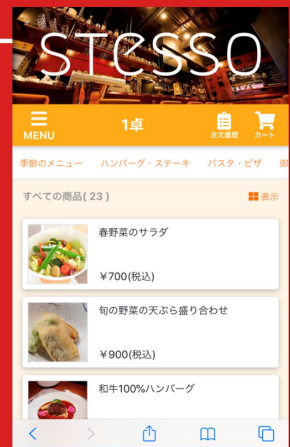 STESSO
MENU
1卓
注文履歴
カート
季節のメニュー ハンバーグ・ステーキ パスタ・ピザ 御
すべての商品( 23 )
表示
春野菜のサラダ
￥700(税込)
旬の野菜の天ぷら盛り合わせ
￥900(税込)
和牛100%ハンバーグ